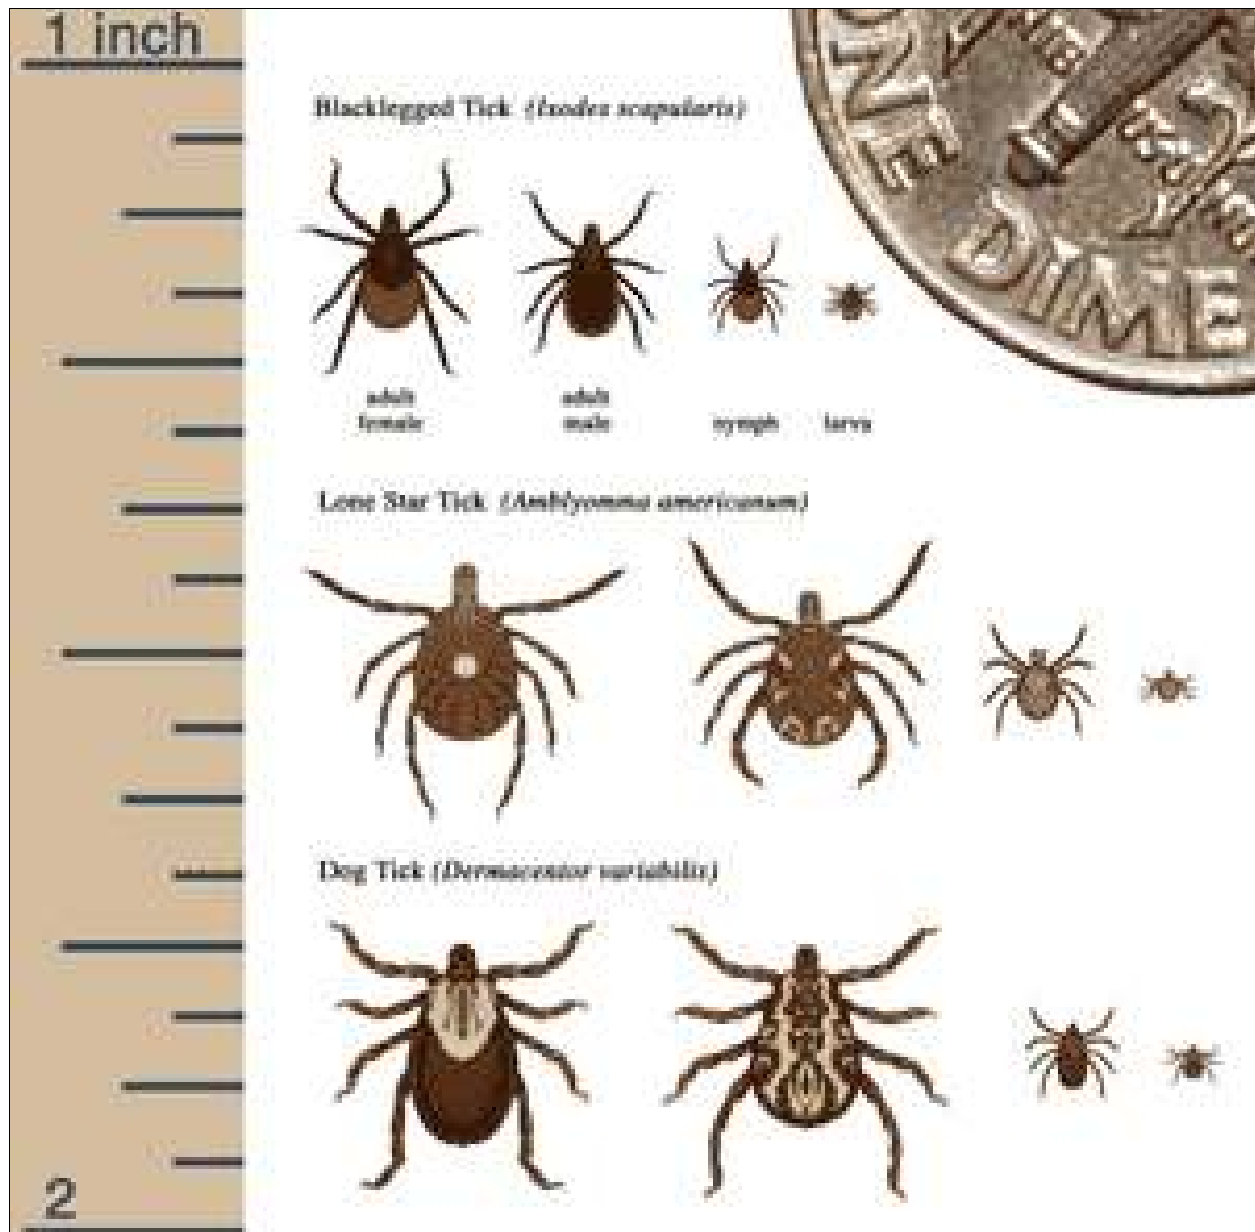 1 inch
Blacklegged Tick (Ixodes scapularis)
adult female
adult male
nymph
larva
ONE DIME
Lone Star Tick (Amblyomma americanum)
Dog Tick (Dermacentor variabilis)
2